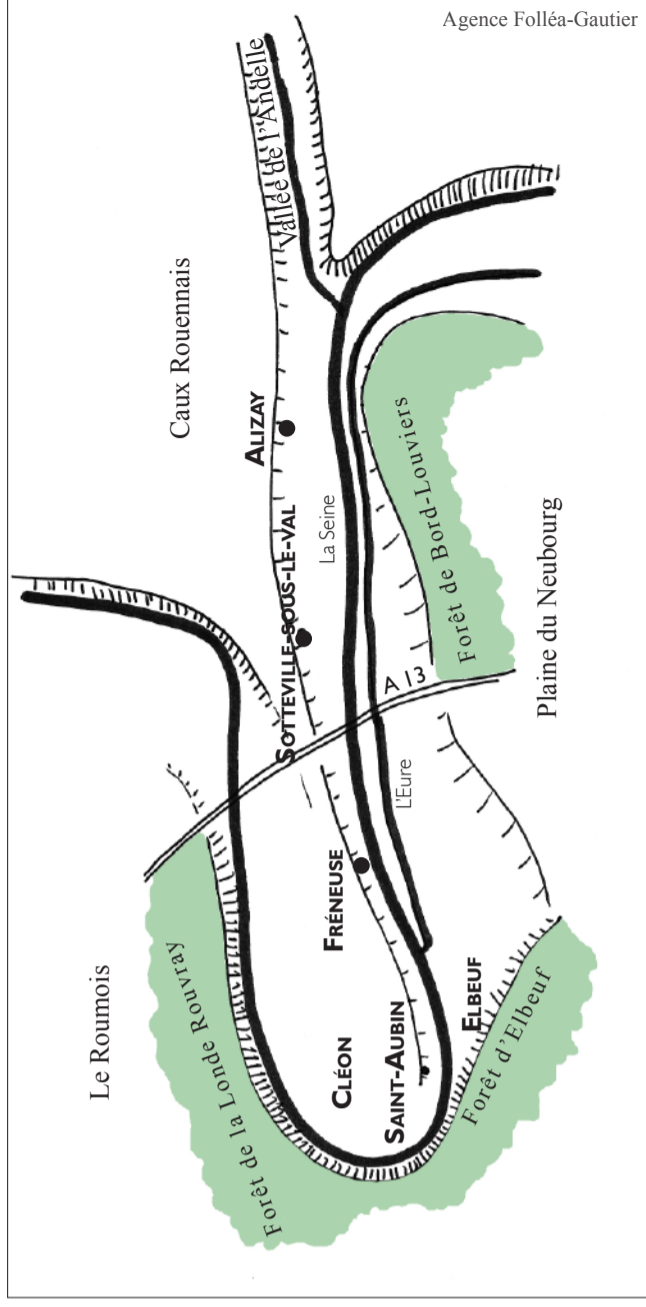 Agence Folléa-Gautier
Le Roumois
Caux Rouennais
Vallée de l'Andelle
Forêt de la Londe Rouvray
SOTTEVILLE-SOUS-LE-VAL
ALIZAY
CLÉON
FRÉNEUSE
La Seine
SAINT-AUBIN
L'Eure
A 13
ELBEUF
Forêt de Bord-Louviers
Forêt d'Elbeuf
Plaine du Neubourg